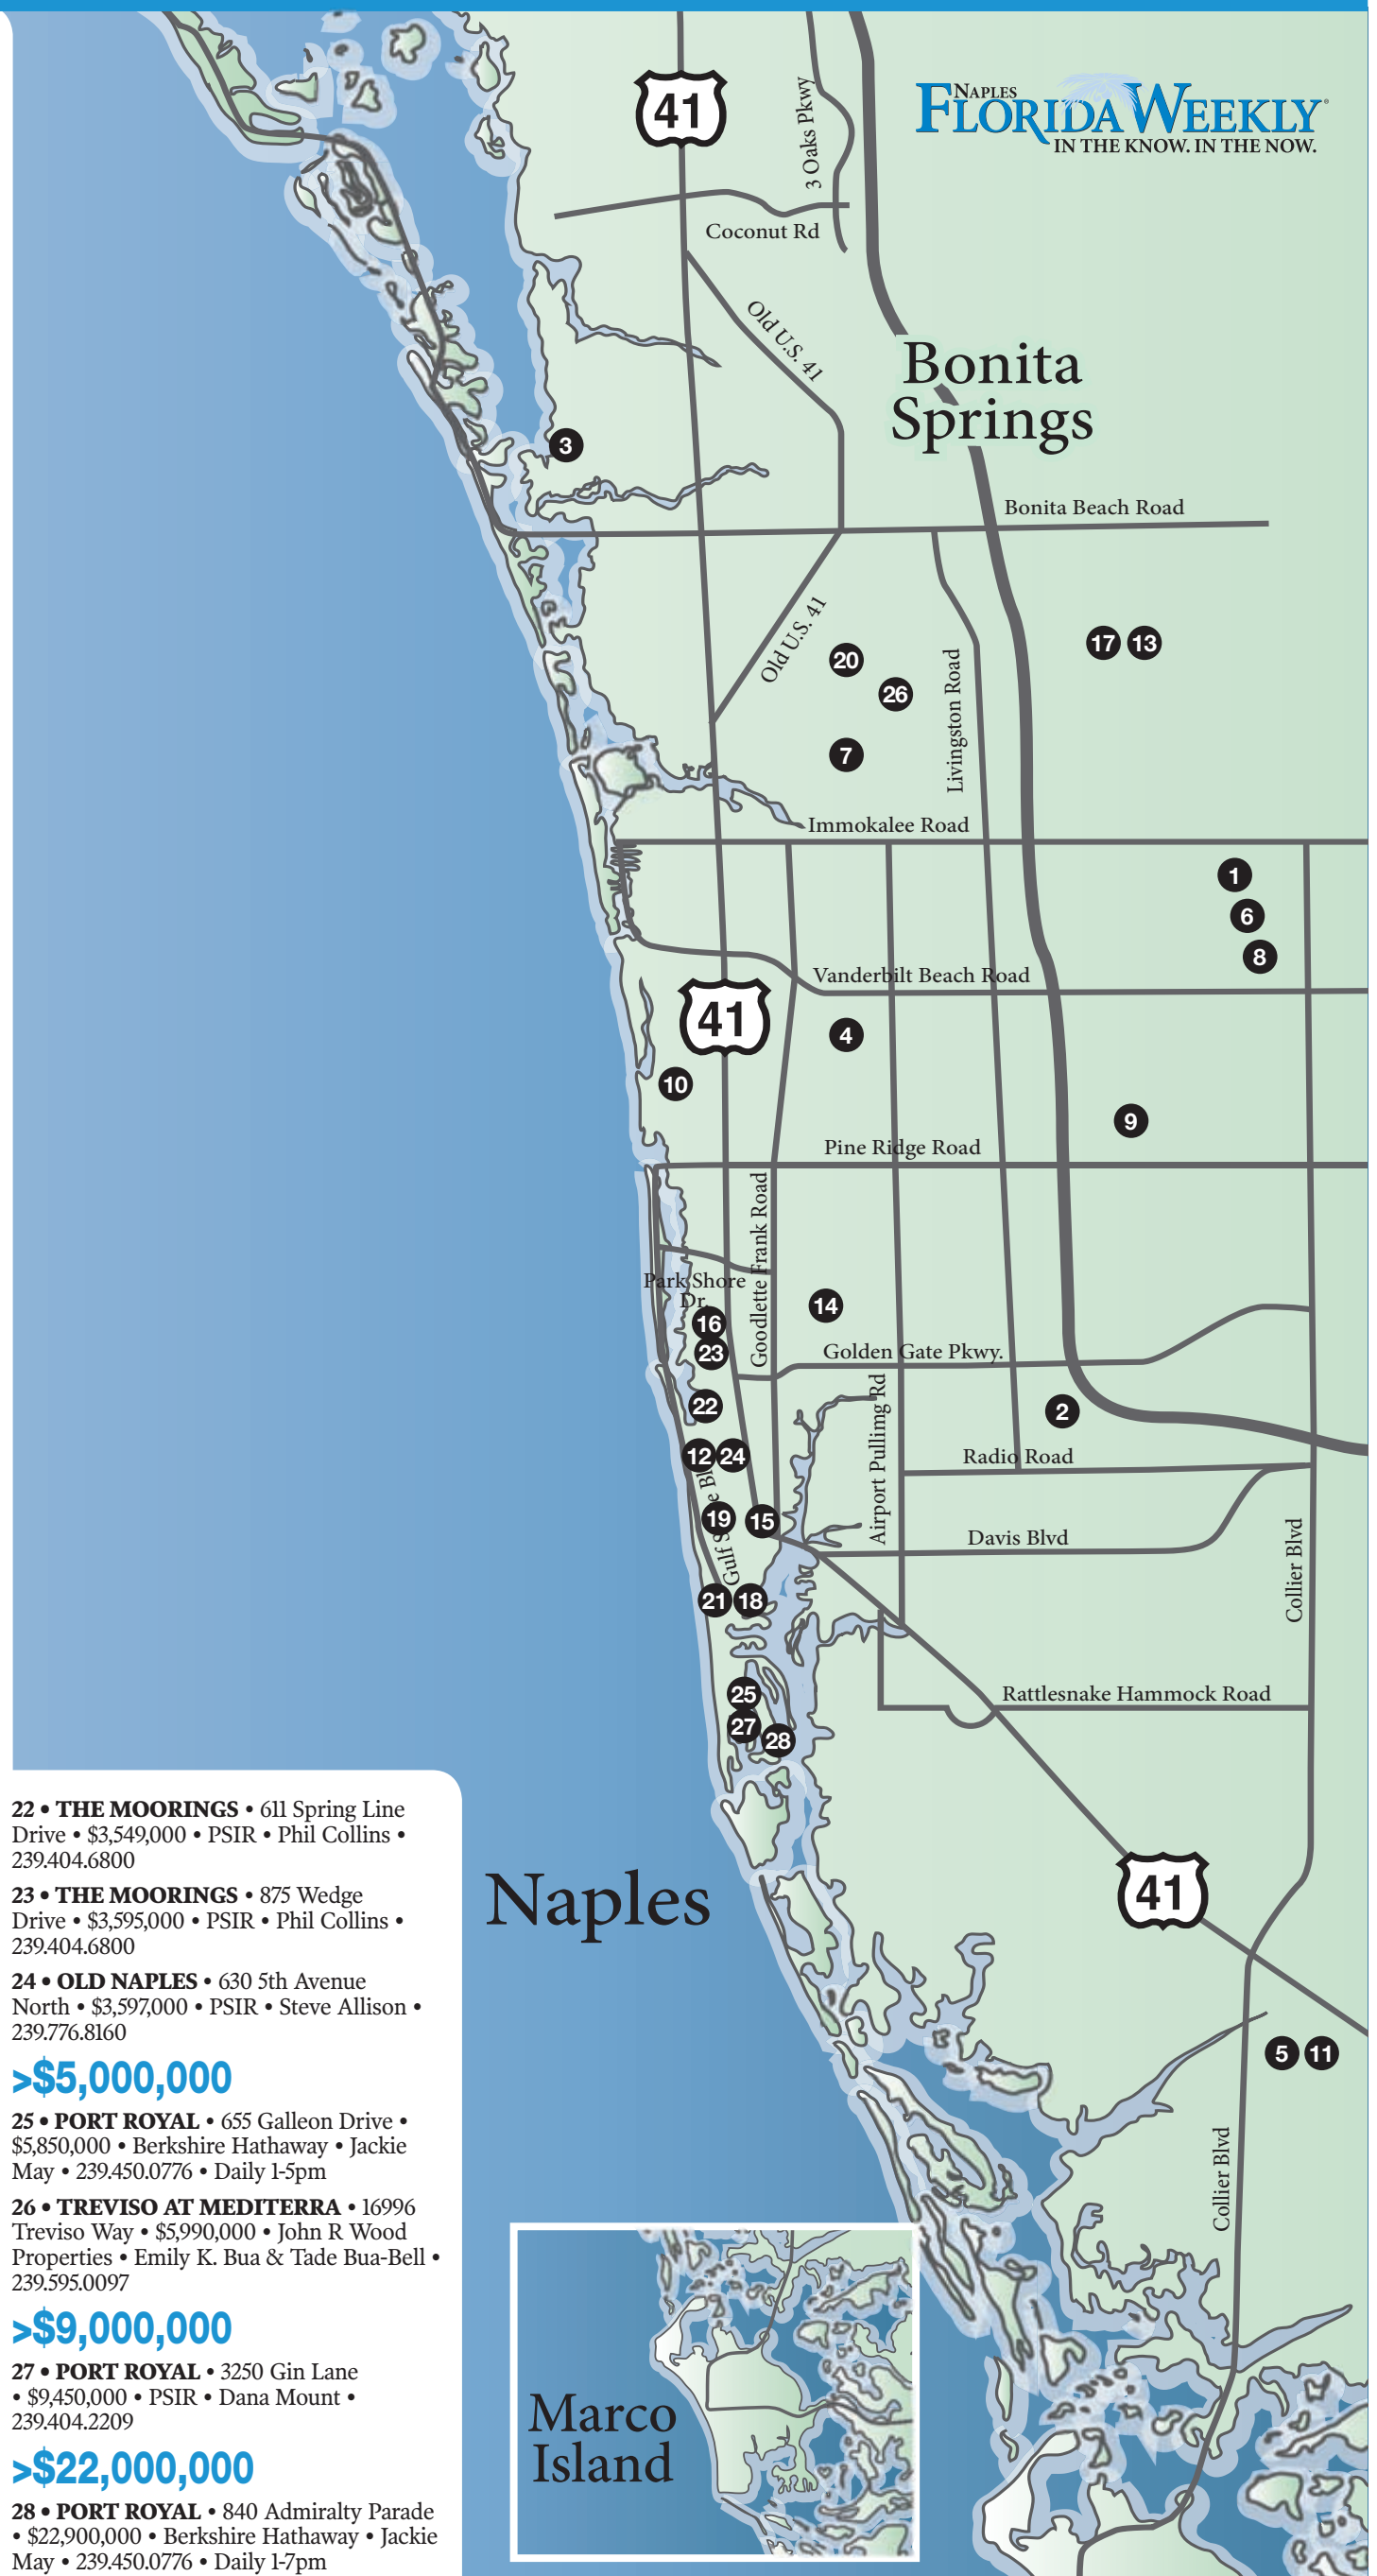 NAPLES
FLORIDA WEEKLY
IN THE KNOW. IN THE NOW.
41
3 Oaks Pkwy
Coconut Rd
Old U.S. 41
Bonita
Springs
3
Bonita Beach Road
Old U.S. 41
17 13
20
26
Livingston Road
7
Immokalee Road
1
6
8
Vanderbilt Beach Road
41
4
10
9
Pine Ridge Road
Goodlette Frank Road
Park Shore
Dr.
14
16
23
Golden Gate Pkwy.
22
2
Airport Pulling Rd
12 24
Radio Road
Gulf
19 15
Davis Blvd
Collier Blvd
21 18
25
Rattlesnake Hammock Road
27
28
41
Naples
5 11
Collier Blvd
Marco
Island
22 • THE MOORINGS • 611 Spring Line
Drive • $3,549,000 • PSIR • Phil Collins •
239.404.6800
23 • THE MOORINGS • 875 Wedge
Drive • $3,595,000 • PSIR • Phil Collins •
239.404.6800
24 • OLD NAPLES • 630 5th Avenue
North • $3,597,000 • PSIR • Steve Allison •
239.776.8160
>$5,000,000
25 • PORT ROYAL • 655 Galleon Drive •
$5,850,000 • Berkshire Hathaway • Jackie
May • 239.450.0776 • Daily 1-5pm
26 • TREVISO AT MEDITERRA • 16996
Treviso Way • $5,990,000 • John R Wood
Properties • Emily K. Bua & Tade Bua-Bell •
239.595.0097
>$9,000,000
27 • PORT ROYAL • 3250 Gin Lane
• $9,450,000 • PSIR • Dana Mount •
239.404.2209
>$22,000,000
28 • PORT ROYAL • 840 Admiralty Parade
• $22,900,000 • Berkshire Hathaway • Jackie
May • 239.450.0776 • Daily 1-7pm